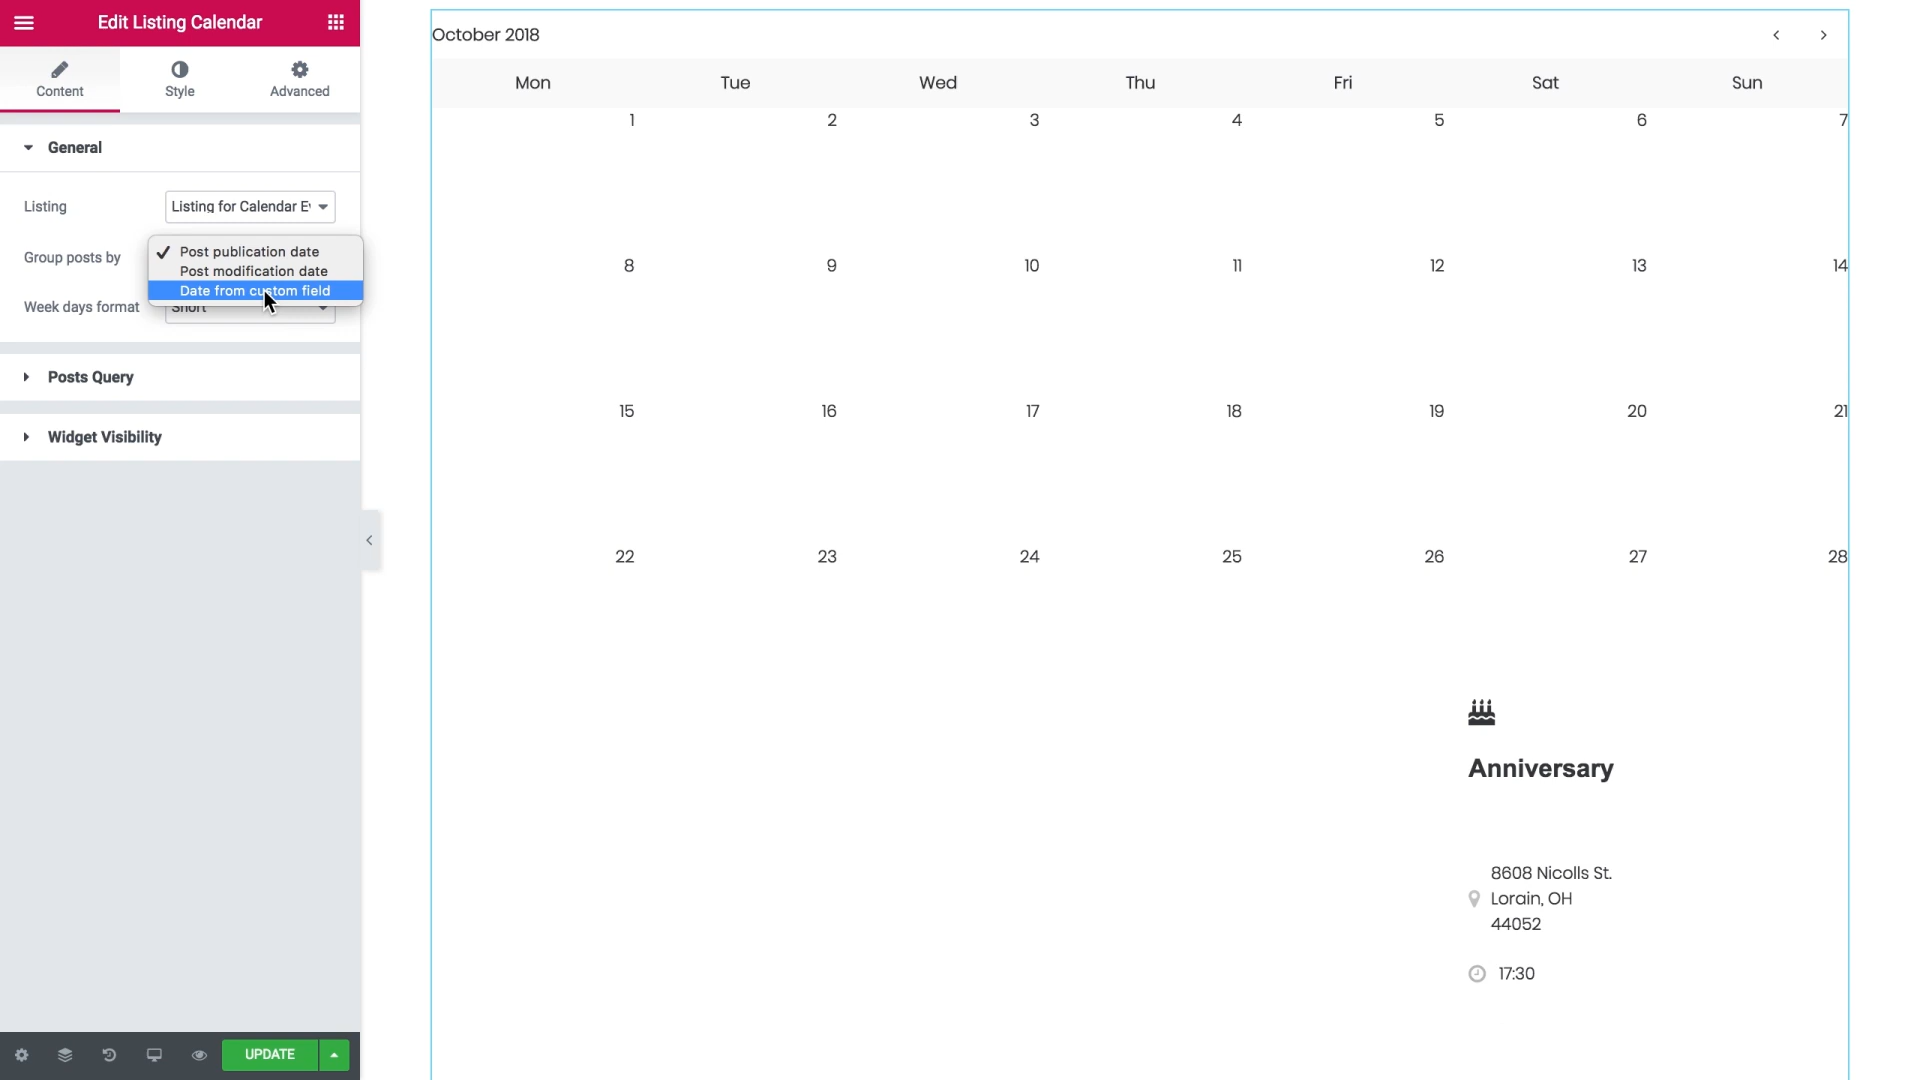 Edit Listing Calendar
Content
Style
Advanced
General
Listing
Listing for Calendar Ev
Group posts by
Post publication date
Post modification date
Date from custom field
Week days format
Short
Posts Query
Widget Visibility
UPDATE
October 2018
Mon Tue Wed Thu Fri Sat Sun
1 2 3 4 5 6 7
8 9 10 11 12 13 14
15 16 17 18 19 20 21
22 23 24 25 26 27 28
Anniversary
8608 Nicolls St.
Lorain, OH
44052
17:30